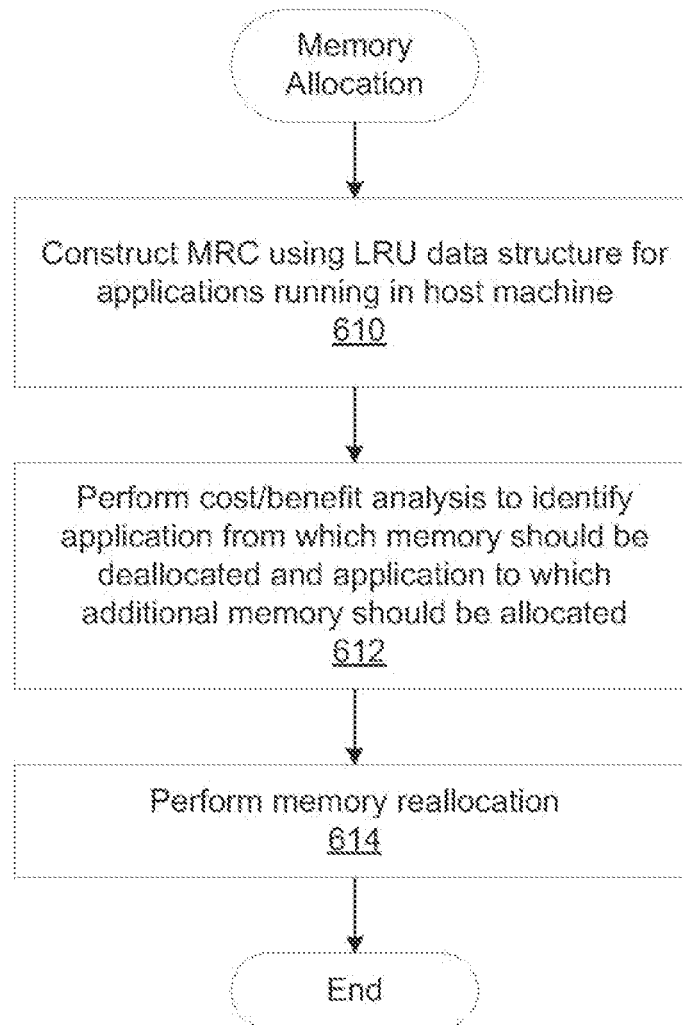 Memory
Allocation
Construct MRC using LRU data structure for
applications running in host machine
610
Perform cost/benefit analysis to identify
application from which memory should be
deallocated and application to which
additional memory should be allocated
612
Perform memory reallocation
614
End